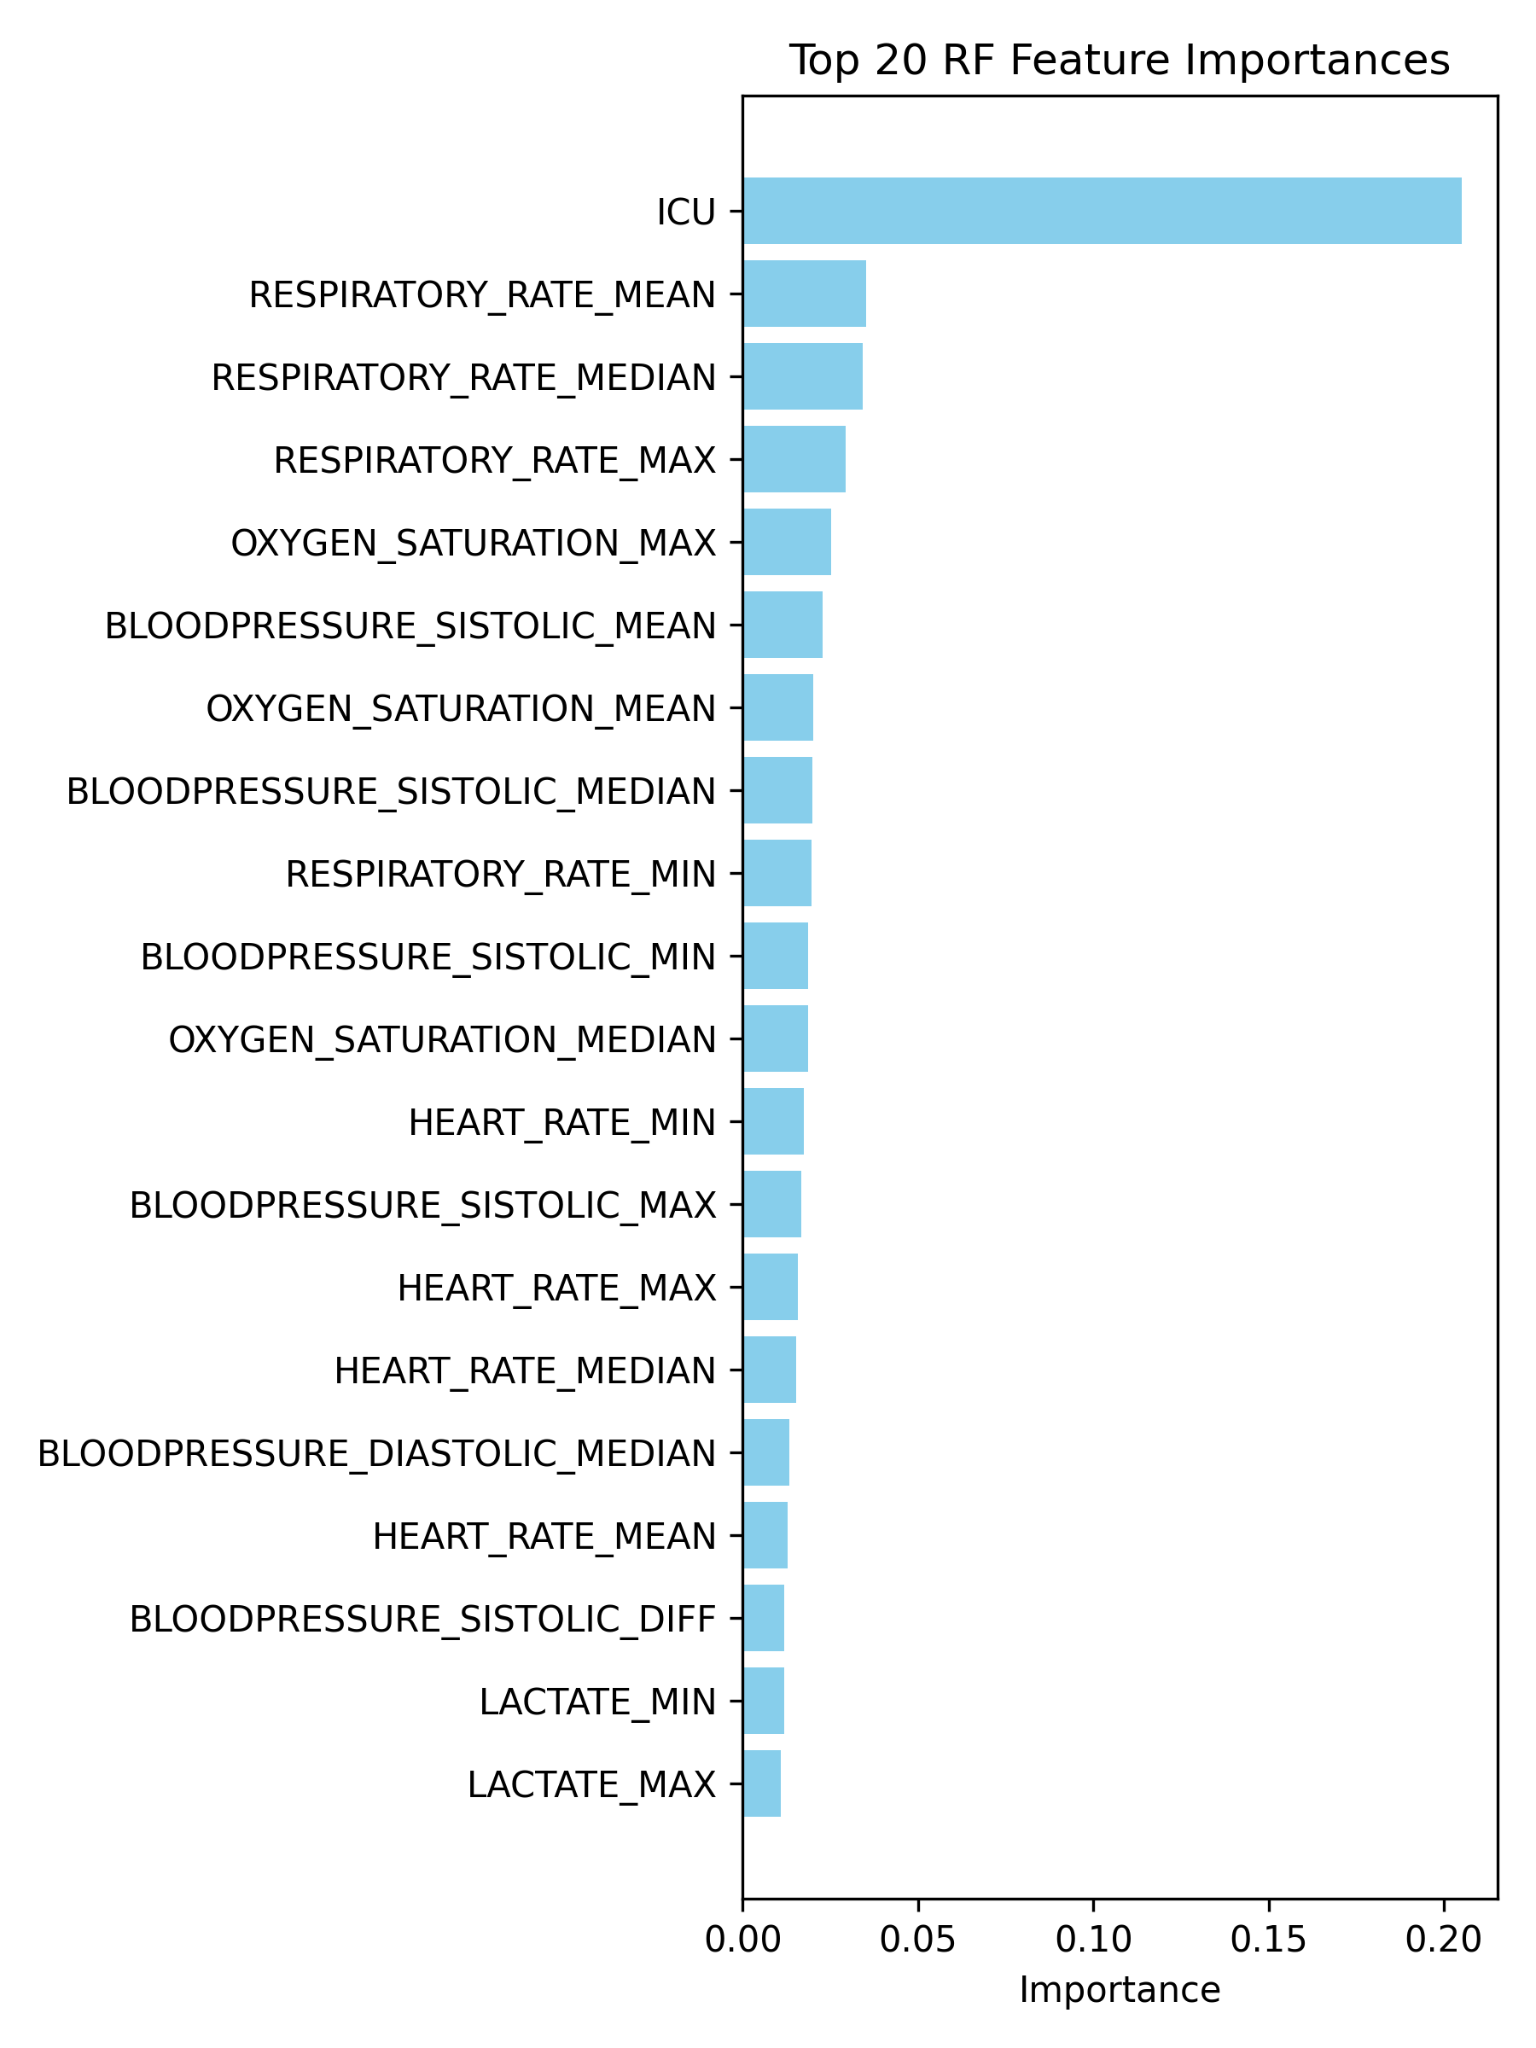 Top 20 RF Feature Importances
ICU
RESPIRATORY_RATE_MEAN
RESPIRATORY_RATE_MEDIAN
RESPIRATORY_RATE_MAX
OXYGEN_SATURATION_MAX
BLOODPRESSURE_SISTOLIC_MEAN
OXYGEN_SATURATION_MEAN
BLOODPRESSURE_SISTOLIC_MEDIAN
RESPIRATORY_RATE_MIN
BLOODPRESSURE_SISTOLIC_MIN
OXYGEN_SATURATION_MEDIAN
HEART_RATE_MIN
BLOODPRESSURE_SISTOLIC_MAX
HEART_RATE_MAX
HEART_RATE_MEDIAN
BLOODPRESSURE_DIASTOLIC_MEDIAN
HEART_RATE_MEAN
BLOODPRESSURE_SISTOLIC_DIFF
LACTATE_MIN
LACTATE_MAX
0.00 0.05 0.10 0.15 0.20
Importance